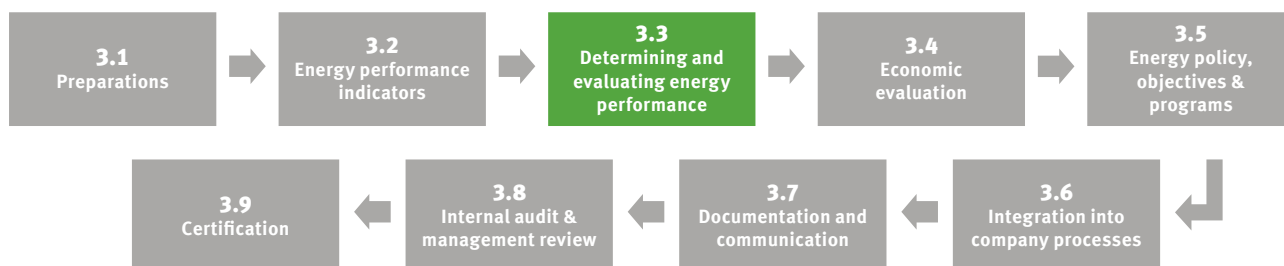 3.1
Preparations
3.2
Energy performance
indicators
3.3
Determining and
evaluating energy
performance
3.4
Economic
evaluation
3.5
Energy policy,
objectives &
programs
3.6
Integration into
company processes
3.7
Documentation and
communication
3.8
Internal audit &
management review
3.9
Certification